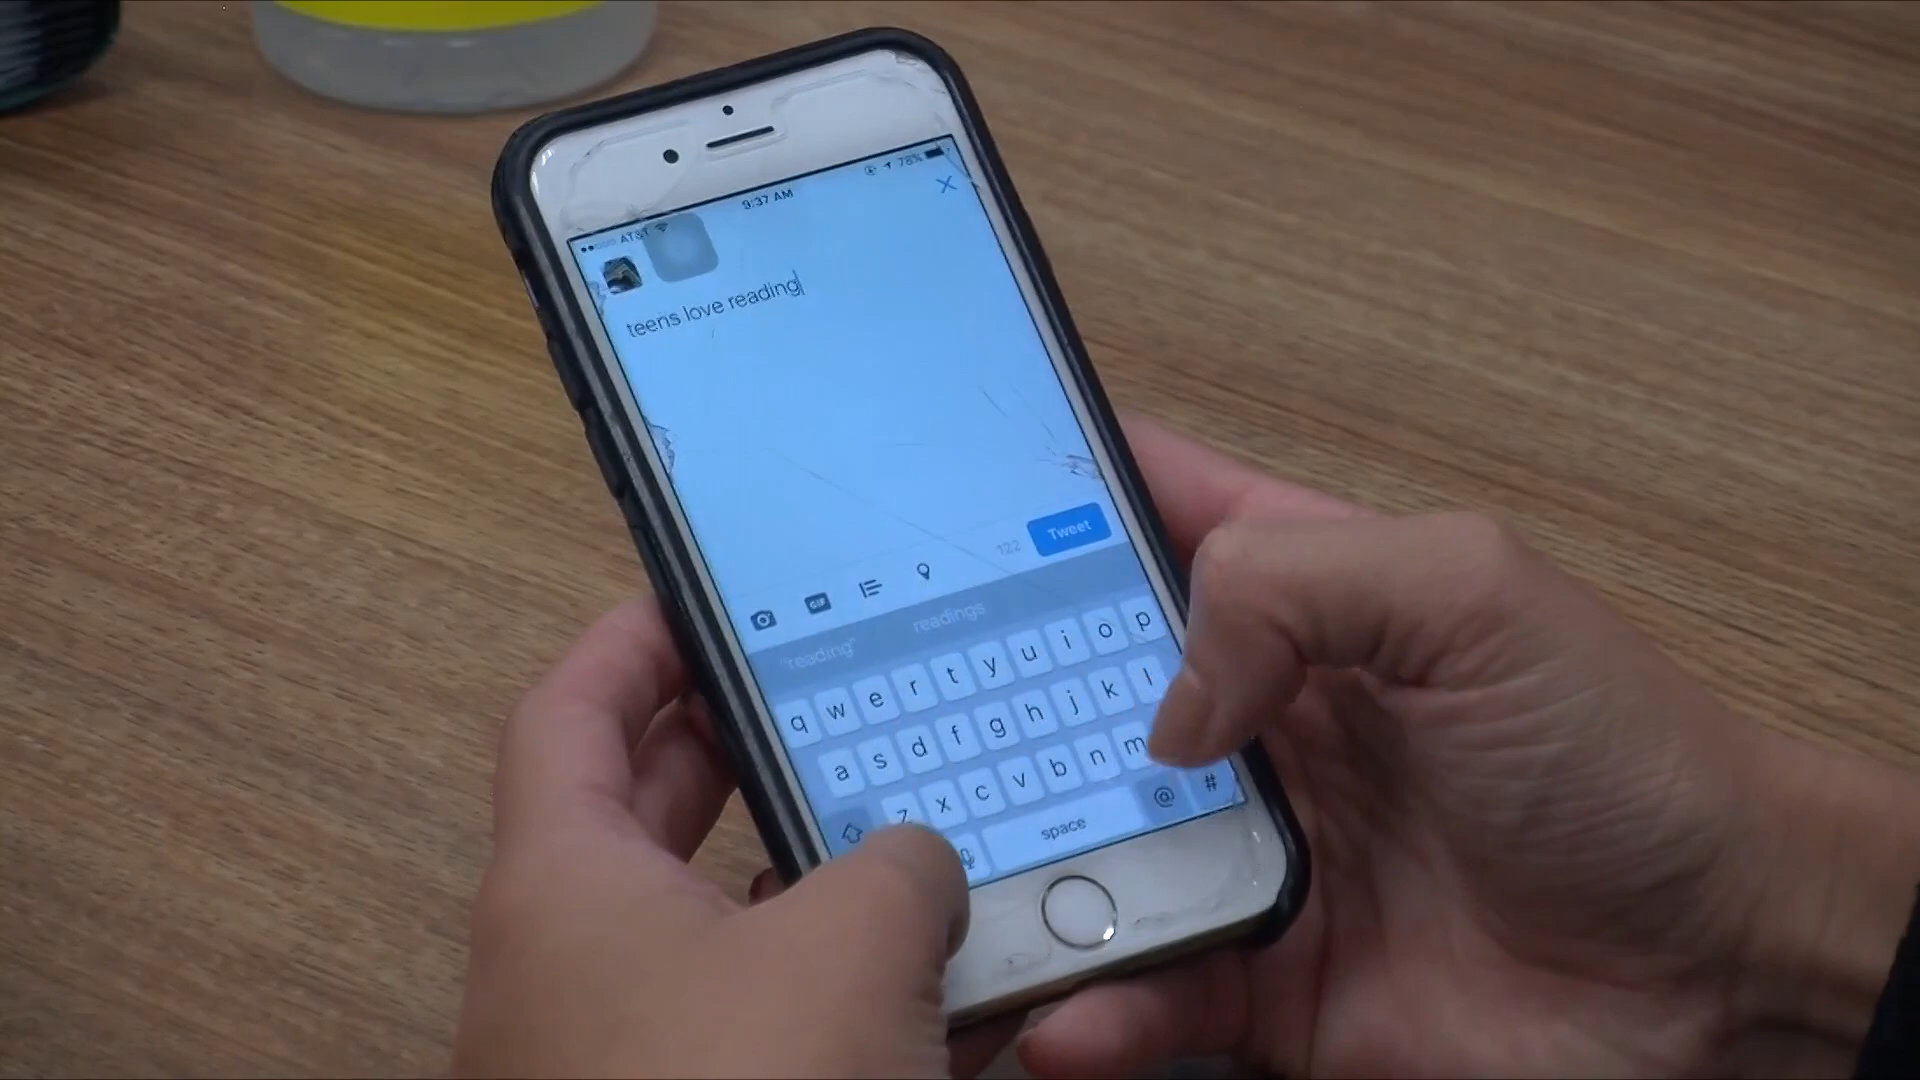 AT&T 9:37 AM 78%
teens love reading
122 Tweet
GIF
"reading" readings
q w e r t y u i o p
a s d f g h j k l
z x c v b n m
space @ #